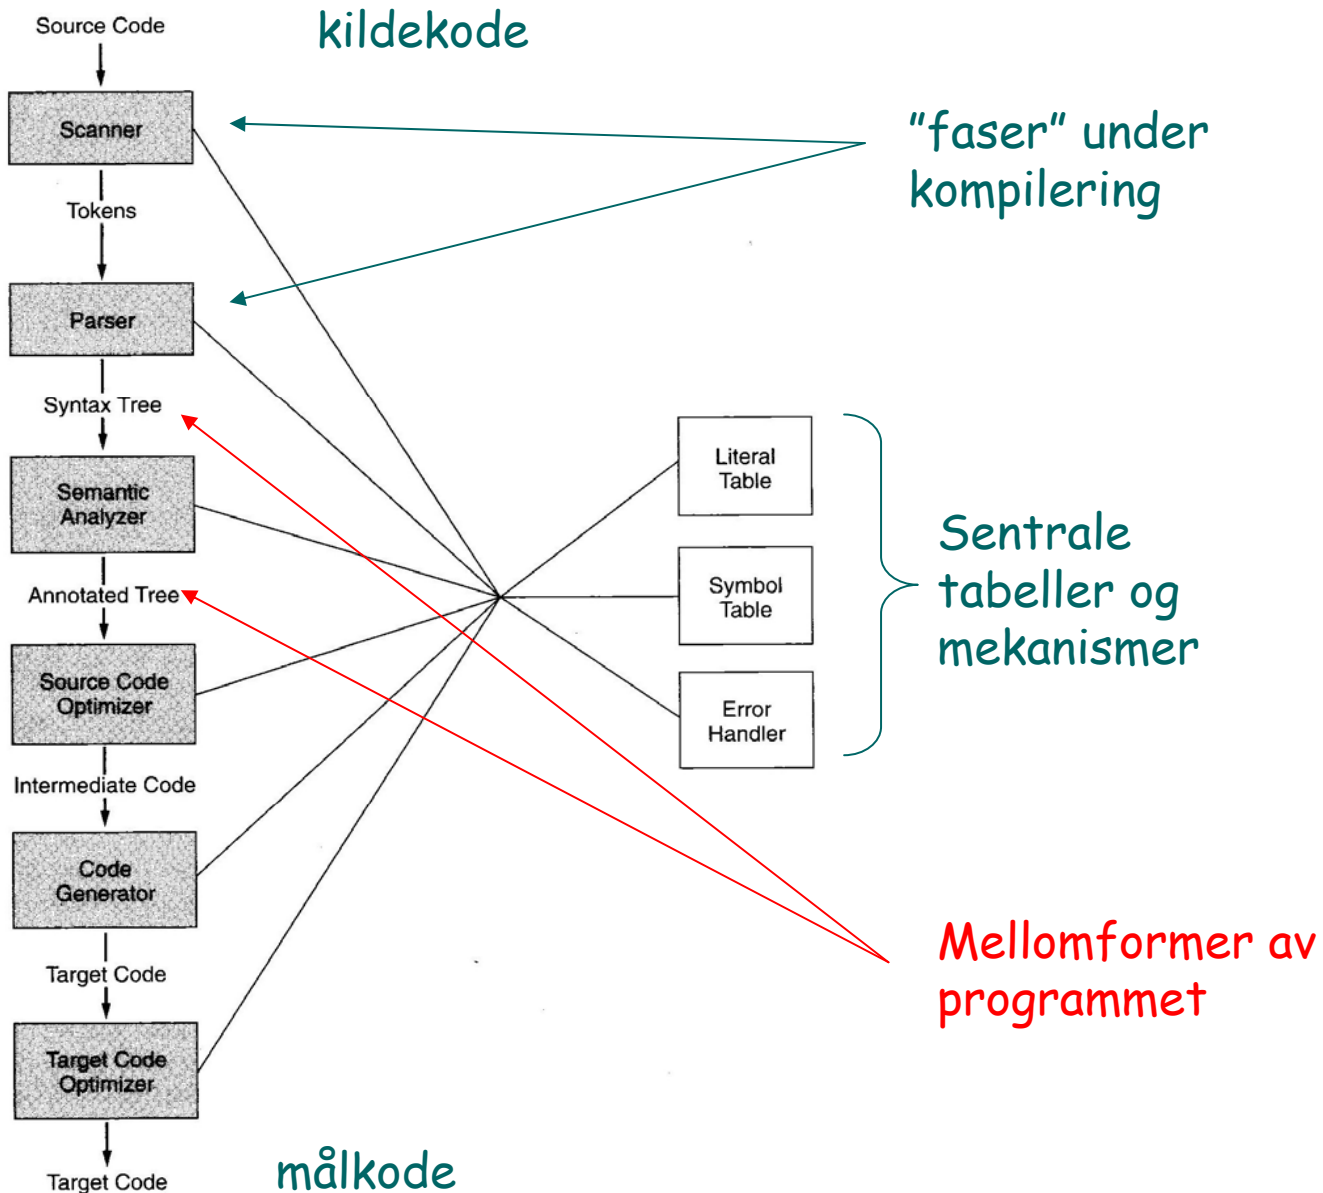 Source Code
kildekode
Scanner
"faser" under
kompilering
Tokens
Parser
Syntax Tree
Literal
Table
Semantic
Analyzer
Sentrale
tabeller og
mekanismer
Annotated Tree
Symbol
Table
Source Code
Optimizer
Error
Handler
Intermediate Code
Code
Generator
Mellomformer av
programmet
Target Code
Target Code
Optimizer
målkode
Target Code